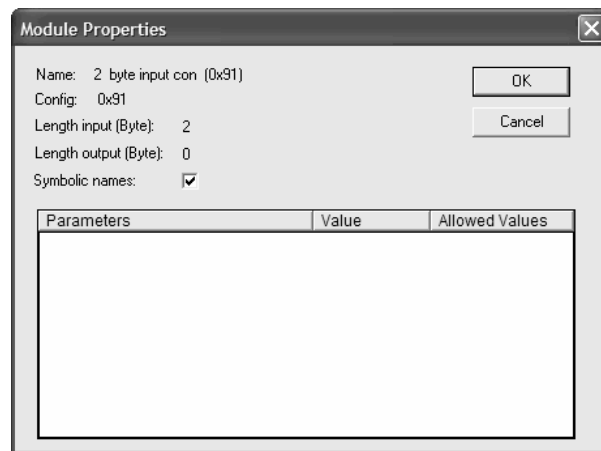 Module Properties
Name: 2 byte input con (0x91)
OK
Config: 0x91
Length input (Byte): 2
Cancel
Length output (Byte): 0
Symbolic names:
Parameters Value Allowed Values